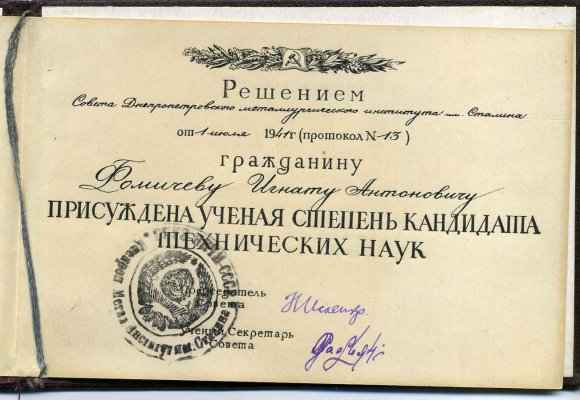 Решением
Совета Днепропетровского металлургического института им. Сталина
от 1 июля 1941г (протокол N-13)
гражданину
Фомичеву Игнату Антоновичу
ПРИСУЖДЕНА УЧЕНАЯ СТЕПЕНЬ КАНДИДАТА
ТЕХНИЧЕСКИХ НАУК
Председатель
Совета
Ученый Секретарь
Совета